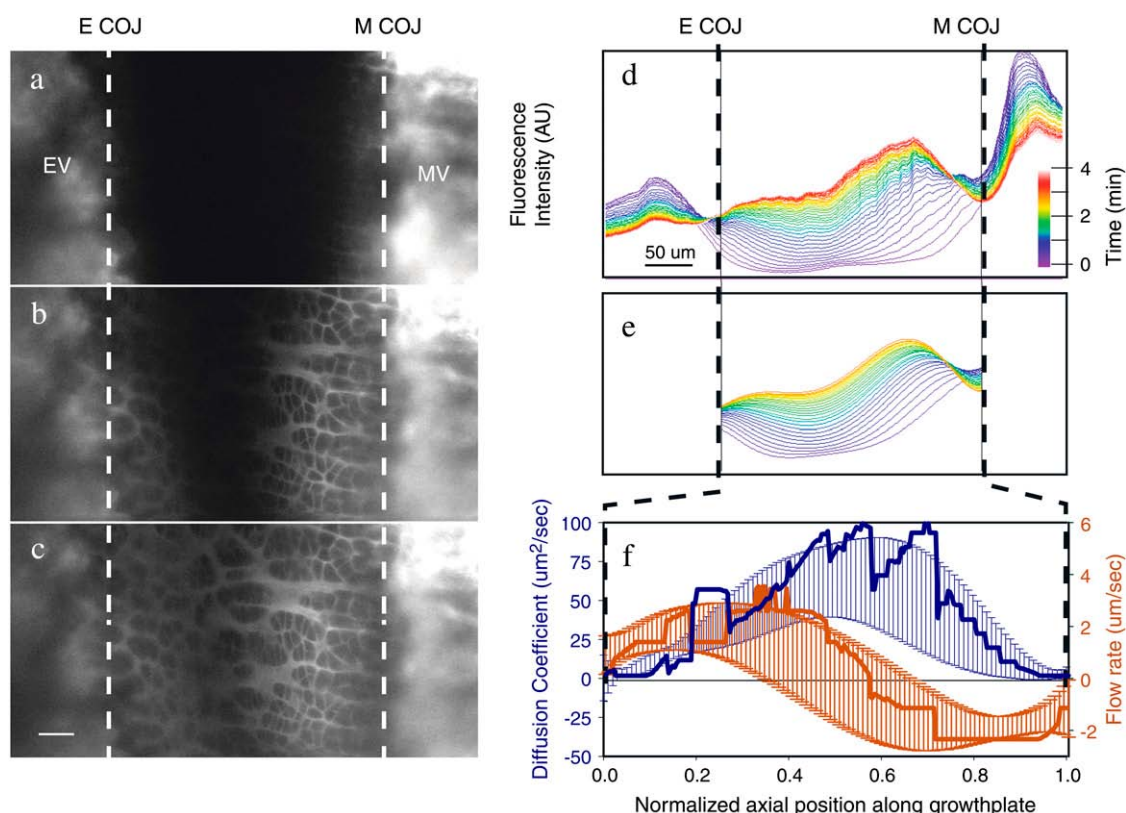 E COJ
M COJ
E COJ
M COJ
a
EV
MV
b
c
d
Fluorescence
Intensity (AU)
50 um
4
2
0
Time (min)
e
f
Diffusion Coefficient (um²/sec)
100
75
50
25
0
-25
-50
Flow rate (um/sec)
6
4
2
0
-2
0.0
0.2
0.4
0.6
0.8
1.0
Normalized axial position along growthplate